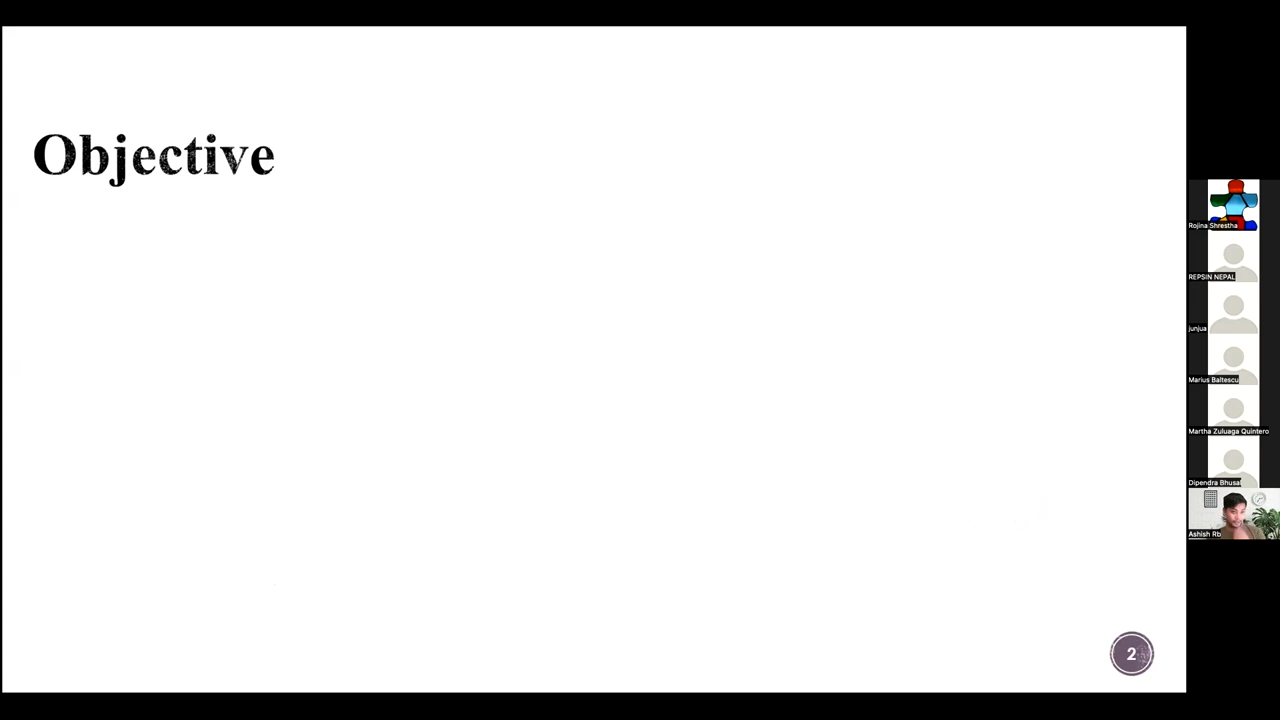 Objective
Rojina Shrestha
REPSIN NEPAL
junjua
Marius Baltescu
Martha Zuluaga Quintero
Dipendra Bhusal
Ashish Rb
2